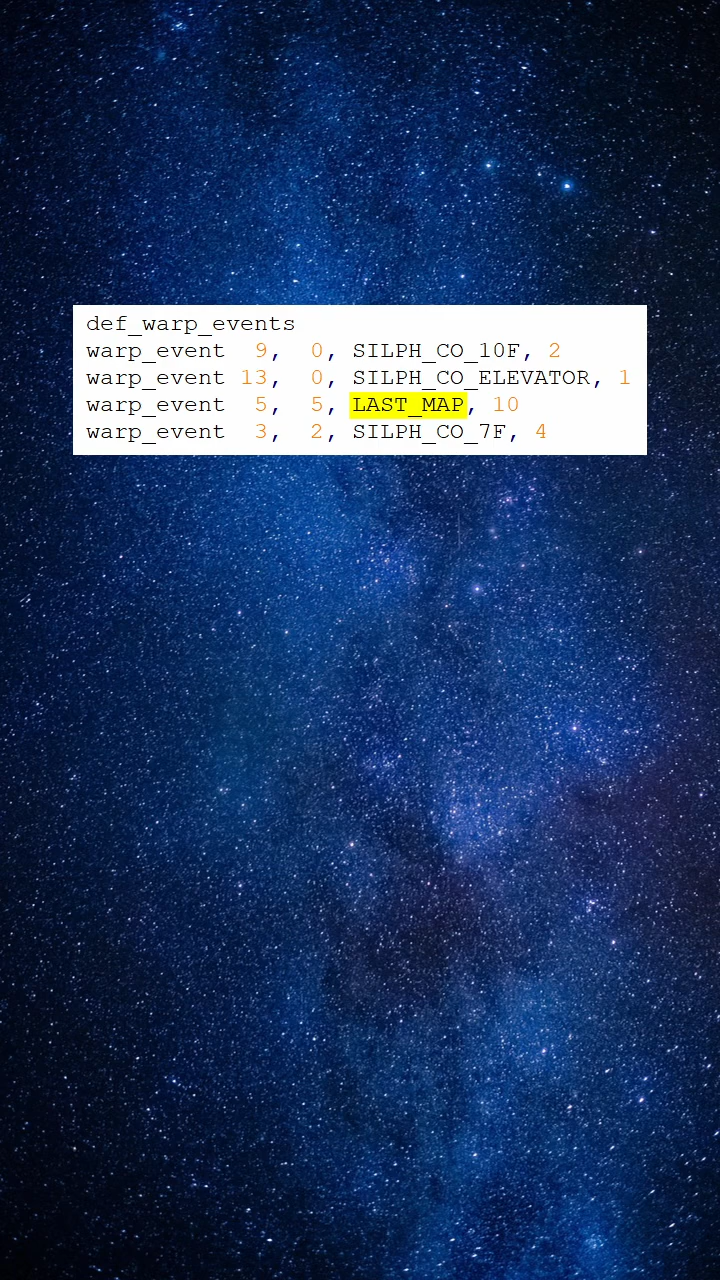 def_warp_events
warp_event  9,  0, SILPH_CO_10F, 2
warp_event 13,  0, SILPH_CO_ELEVATOR, 1
warp_event  5,  5, LAST_MAP, 10
warp_event  3,  2, SILPH_CO_7F, 4